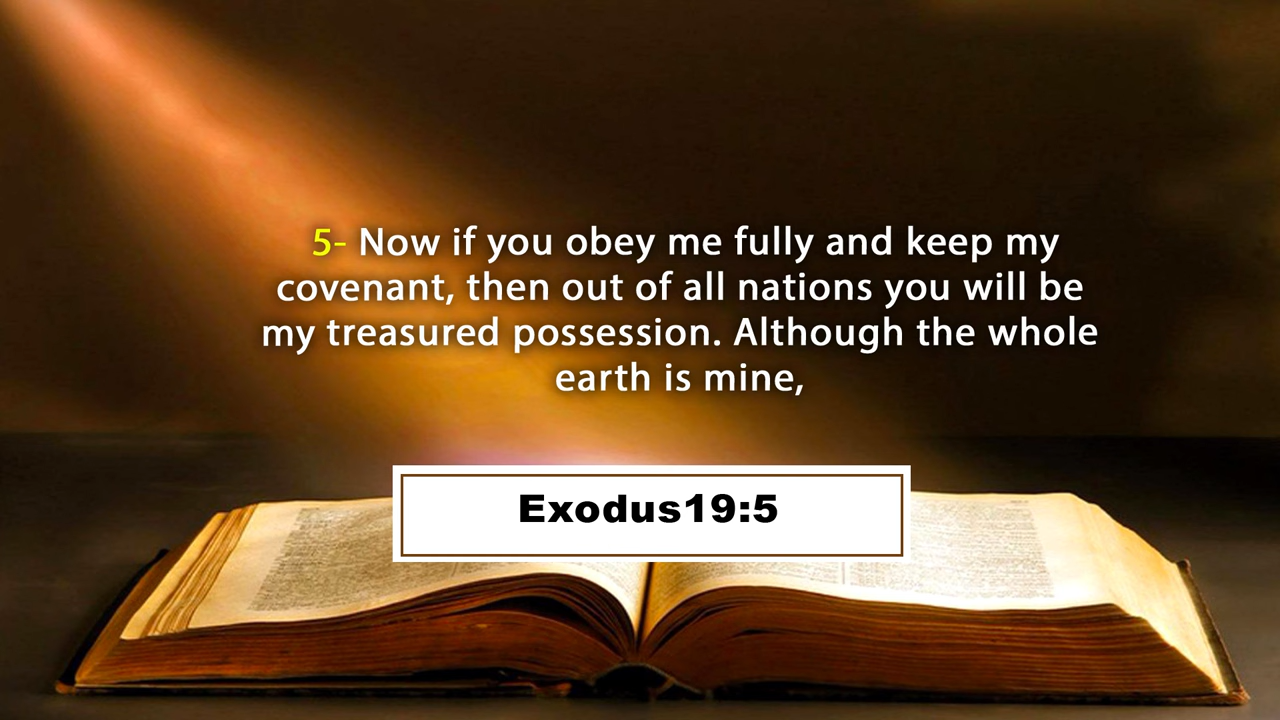 5- Now if you obey me fully and keep my
covenant, then out of all nations you will be
my treasured possession. Although the whole
earth is mine,
Exodus19:5